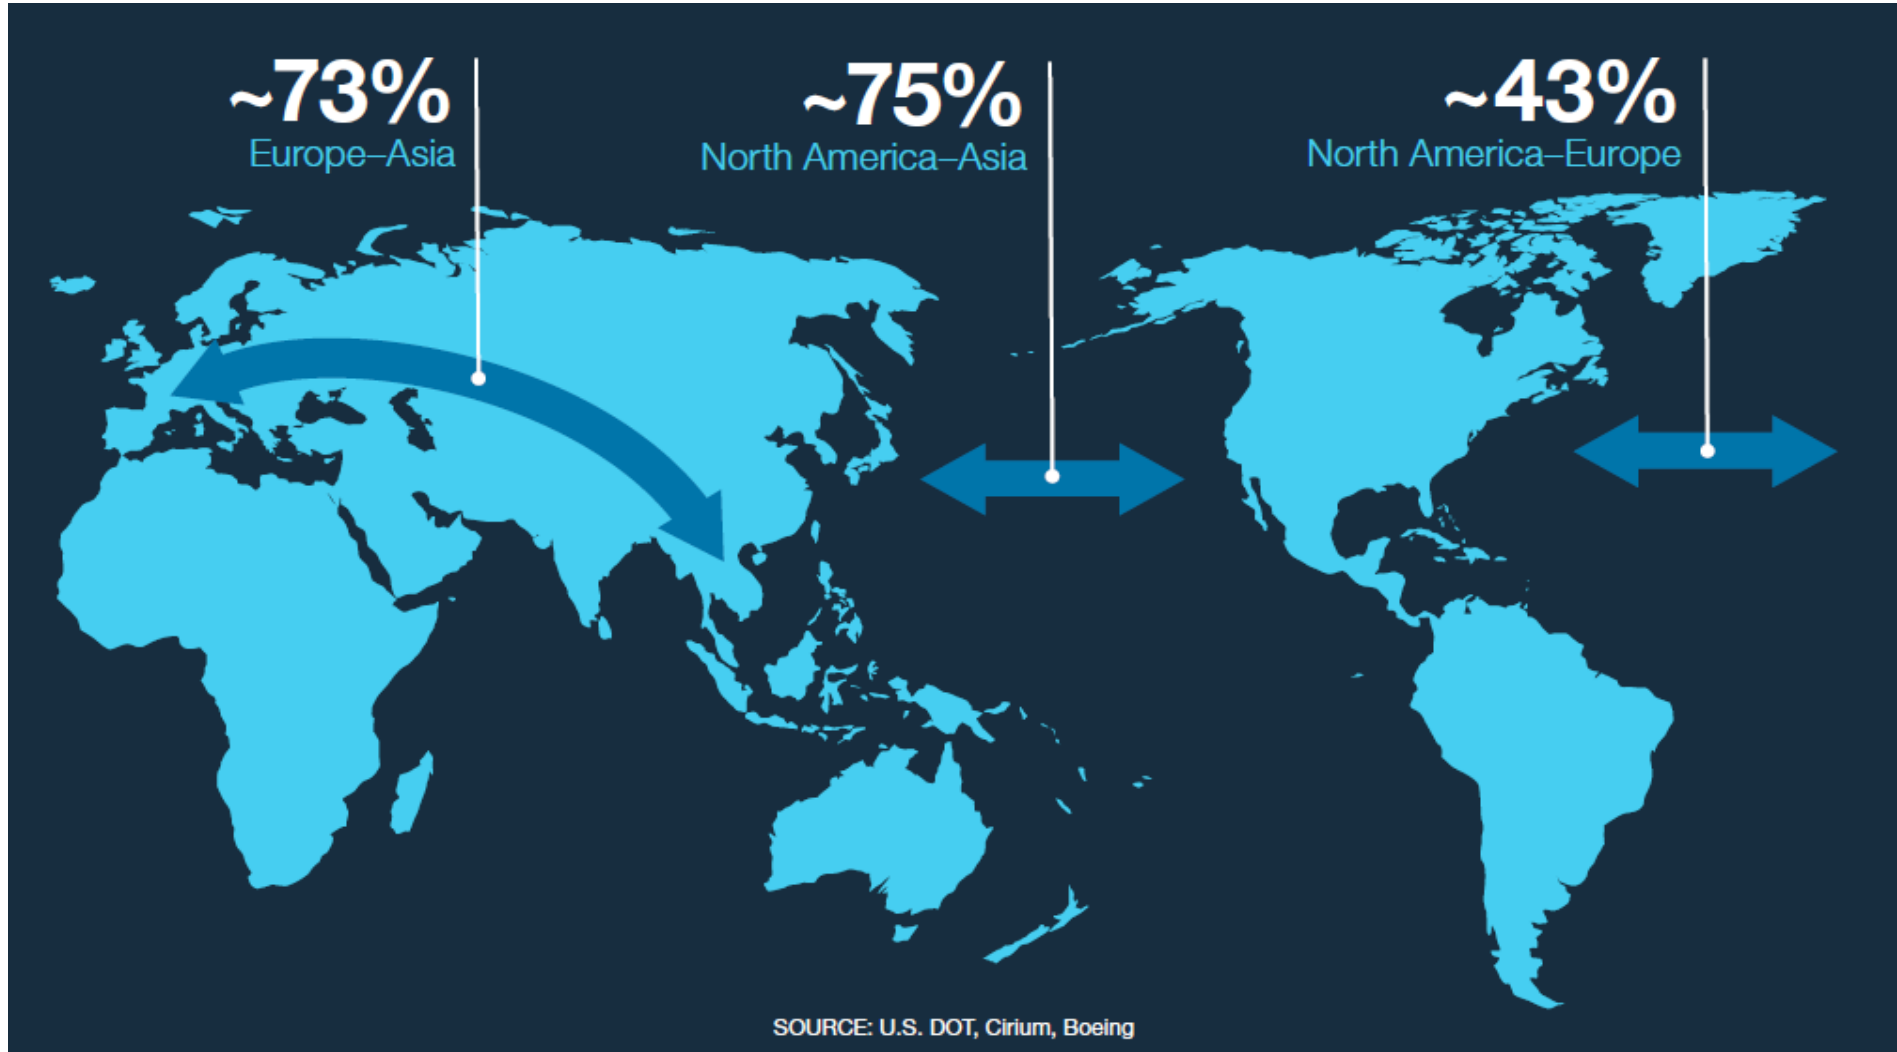 ~73%
Europe–Asia
~75%
North America–Asia
~43%
North America–Europe
SOURCE: U.S. DOT, Cirium, Boeing